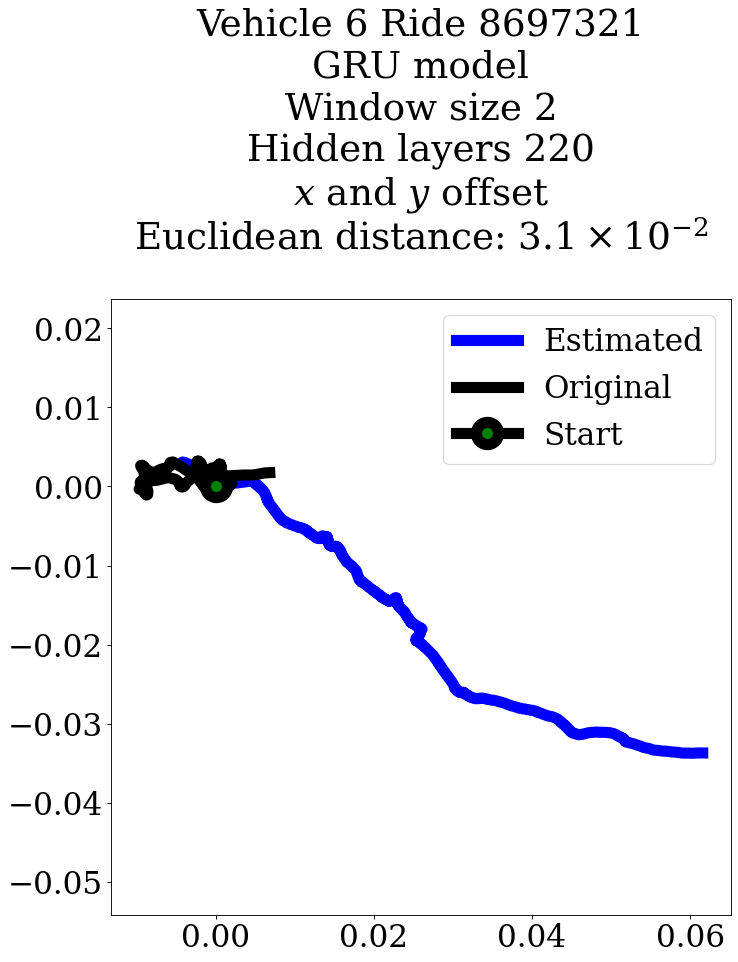 Vehicle 6 Ride 8697321
GRU model
Window size 2
Hidden layers 220
x and y offset
Euclidean distance: 3.1 × 10⁻²
Estimated
Original
Start
0.02
0.01
0.00
−0.01
−0.02
−0.03
−0.04
−0.05
0.00 0.02 0.04 0.06